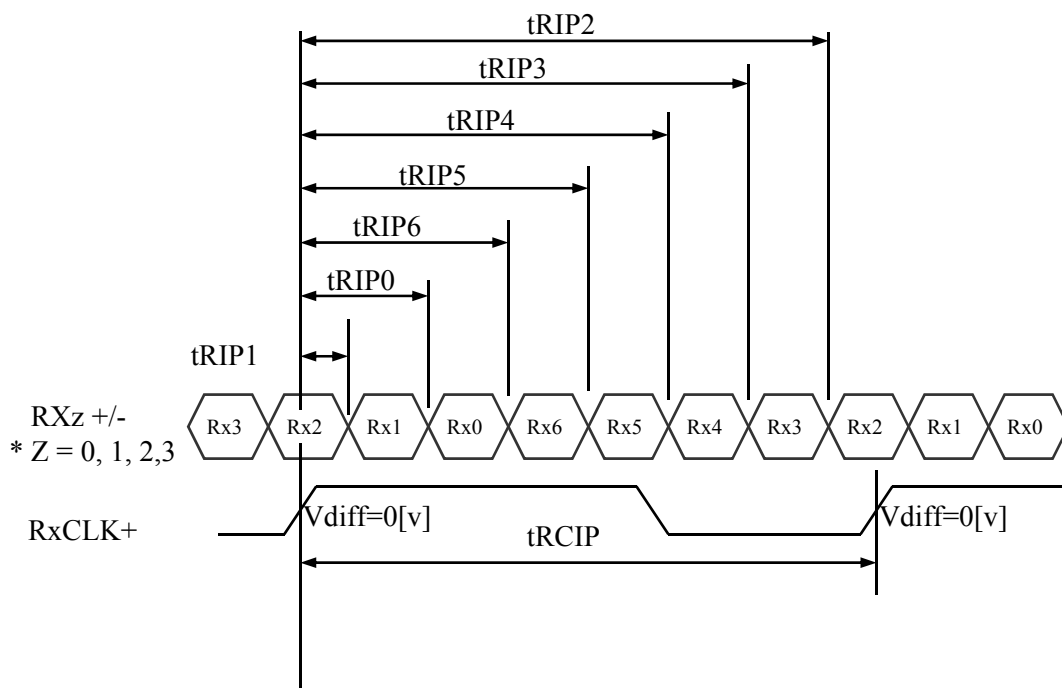 tRIP2
tRIP3
tRIP4
tRIP5
tRIP6
tRIP0
tRIP1
RXz +/-
* Z = 0, 1, 2,3
Rx3 Rx2 Rx1 Rx0 Rx6 Rx5 Rx4 Rx3 Rx2 Rx1 Rx0
RxCLK+
Vdiff=0[v] Vdiff=0[v]
tRCIP